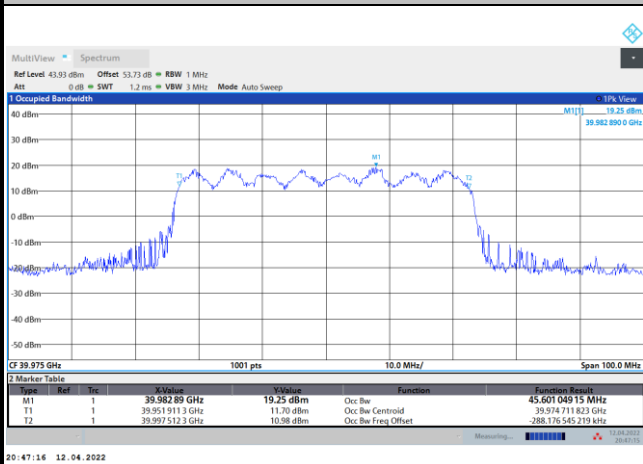 MultiView Spectrum
Ref Level 43.93 dBm Offset 53.73 dB RBW 1 MHz
Att 0 dB SWT 1.2 ms VBW 3 MHz Mode Auto Sweep
1 Occupied Bandwidth 1Pk View
M1[1] 19.25 dBm
39.982 890 0 GHz
40 dBm
30 dBm
M1
20 dBm
T1 T2
10 dBm
0 dBm
-10 dBm
-20 dBm
-30 dBm
-40 dBm
-50 dBm
CF 39.975 GHz 1001 pts 10.0 MHz/ Span 100.0 MHz
2 Marker Table
Type Ref Trc X-Value Y-Value Function Function Result
M1 1 39.982 89 GHz 19.25 dBm Occ Bw 45.601 049 15 MHz
T1 1 39.951 911 3 GHz 11.70 dBm Occ Bw Centroid 39.974 711 823 GHz
T2 1 39.997 512 3 GHz 10.98 dBm Occ Bw Freq Offset -288.176 545 219 kHz
Measuring... 12.04.2022
20:47:15
20:47:16 12.04.2022